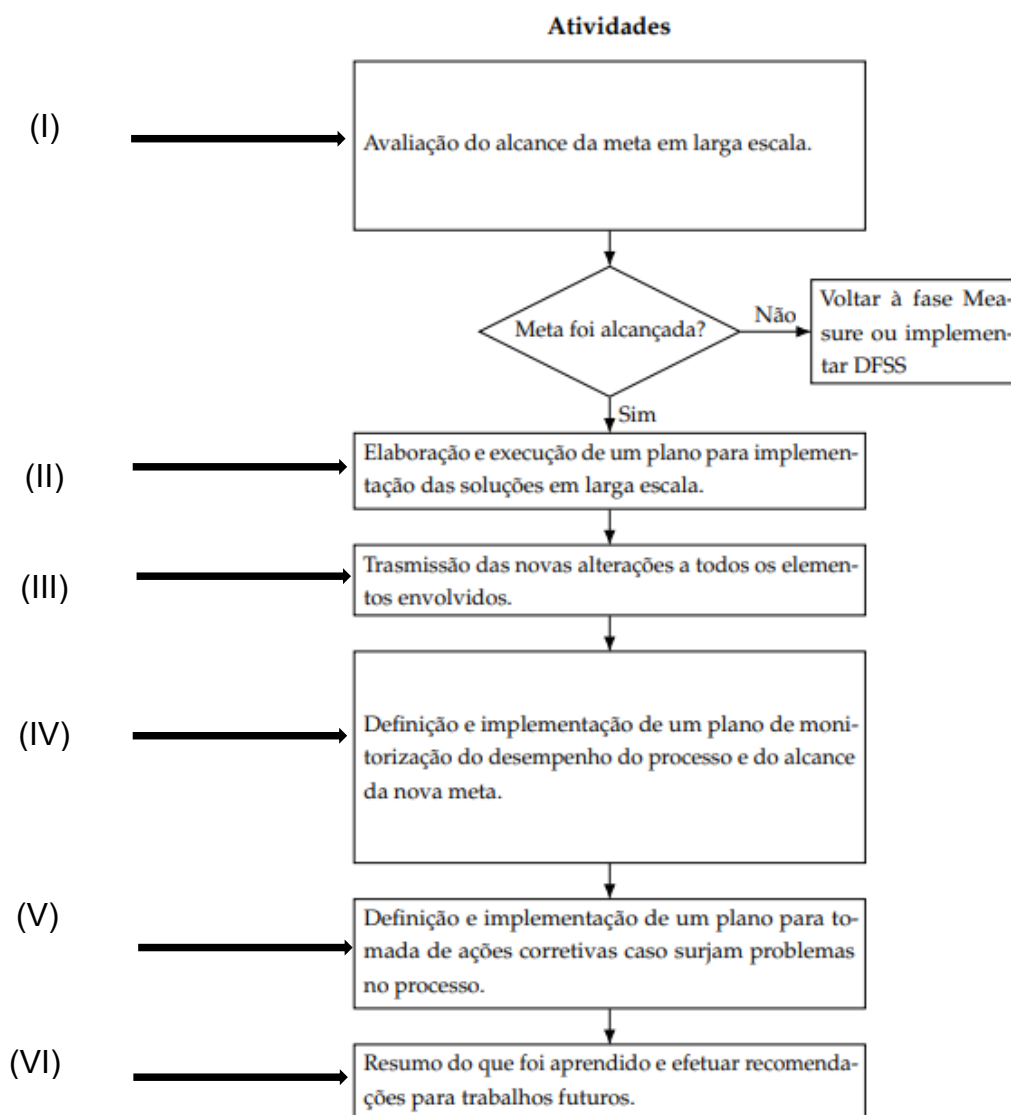 Atividades
(I)
Avaliação do alcance da meta em larga escala.
Meta foi alcançada?
Não
Voltar à fase Mea-
sure ou implemen-
tar DFSS
Sim
(II)
Elaboração e execução de um plano para implemen-
tação das soluções em larga escala.
(III)
Trasmissão das novas alterações a todos os elemen-
tos envolvidos.
(IV)
Definição e implementação de um plano de moni-
torização do desempenho do processo e do alcance
da nova meta.
(V)
Definição e implementação de um plano para to-
mada de ações corretivas caso surjam problemas
no processo.
(VI)
Resumo do que foi aprendido e efetuar recomenda-
ções para trabalhos futuros.